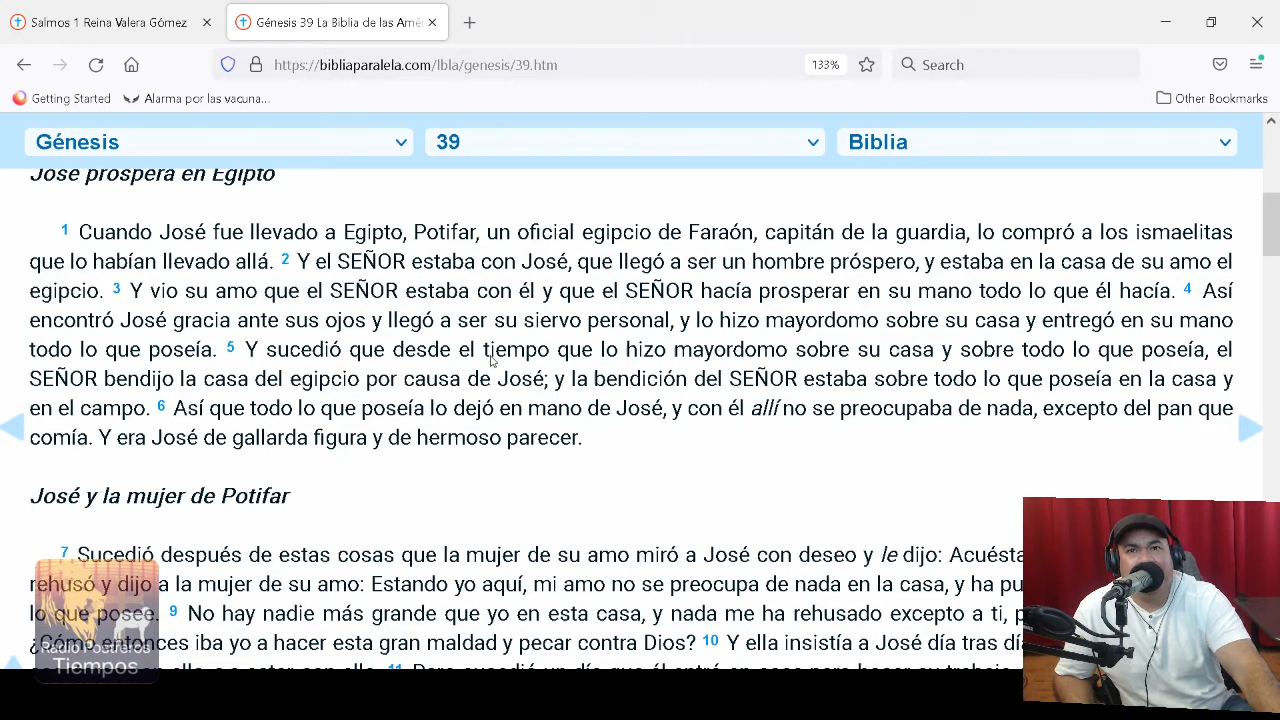 Salmos 1 Reina Valera Gómez
Génesis 39 La Biblia de las Amé
https://bibliaparalela.com/lbla/genesis/39.htm
133%
Search
Getting Started
Alarma por las vacuna...
Other Bookmarks
Génesis
39
Biblia
José prospera en Egipto
1 Cuando José fue llevado a Egipto, Potifar, un oficial egipcio de Faraón, capitán de la guardia, lo compró a los ismaelitas
que lo habían llevado allá. 2 Y el SEÑOR estaba con José, que llegó a ser un hombre próspero, y estaba en la casa de su amo el
egipcio. 3 Y vio su amo que el SEÑOR estaba con él y que el SEÑOR hacía prosperar en su mano todo lo que él hacía. 4 Así
encontró José gracia ante sus ojos y llegó a ser su siervo personal, y lo hizo mayordomo sobre su casa y entregó en su mano
todo lo que poseía. 5 Y sucedió que desde el tiempo que lo hizo mayordomo sobre su casa y sobre todo lo que poseía, el
SEÑOR bendijo la casa del egipcio por causa de José; y la bendición del SEÑOR estaba sobre todo lo que poseía en la casa y
en el campo. 6 Así que todo lo que poseía lo dejó en mano de José, y con él allí no se preocupaba de nada, excepto del pan que
comía. Y era José de gallarda figura y de hermoso parecer.
José y la mujer de Potifar
7 Sucedió después de estas cosas que la mujer de su amo miró a José con deseo y le dijo: Acuésta
rehusó y dijo a la mujer de su amo: Estando yo aquí, mi amo no se preocupa de nada en la casa, y ha pu
lo que posee. 9 No hay nadie más grande que yo en esta casa, y nada me ha rehusado excepto a ti, p
¿Cómo entonces iba yo a hacer esta gran maldad y pecar contra Dios? 10 Y ella insistía a José día tras dí
Radio Postreros
Tiempos